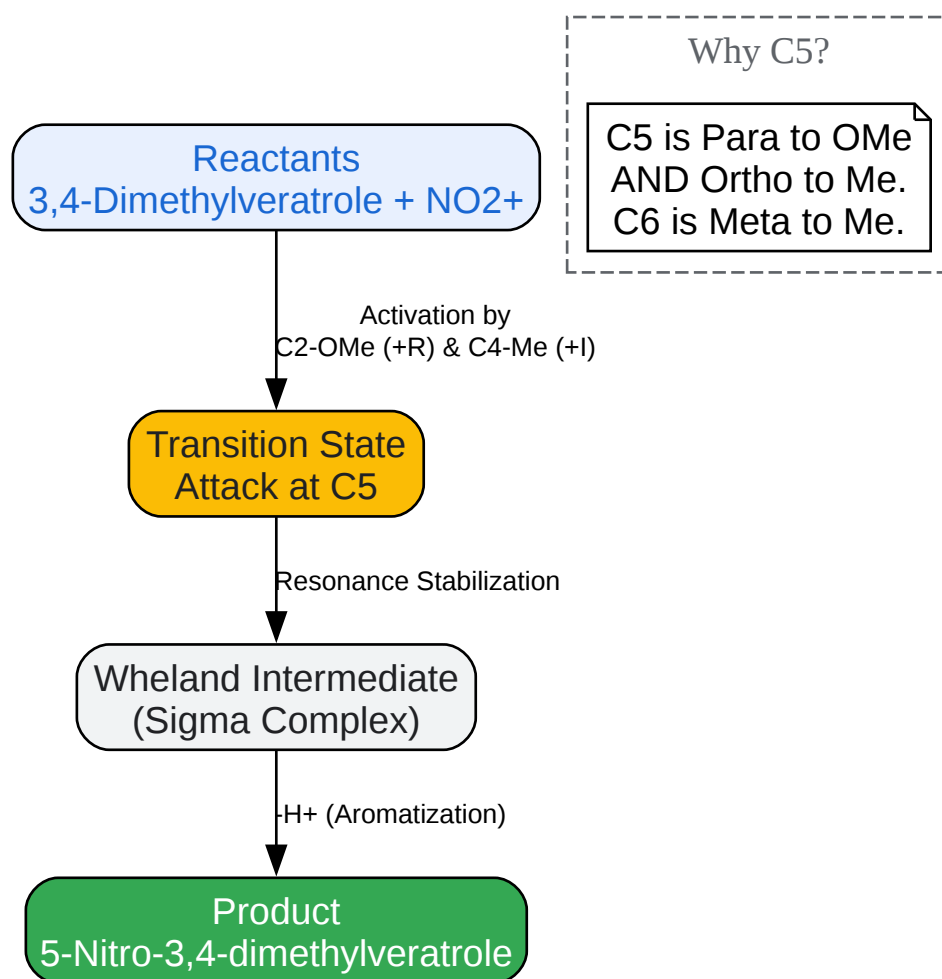 Why C5?
C5 is Para to OMe
AND Ortho to Me.
C6 is Meta to Me.
Reactants
3,4-Dimethylveratrole + NO2+
Activation by
C2-OMe (+R) & C4-Me (+I)
Transition State
Attack at C5
Resonance Stabilization
Wheland Intermediate
(Sigma Complex)
-H+ (Aromatization)
Product
5-Nitro-3,4-dimethylveratrole